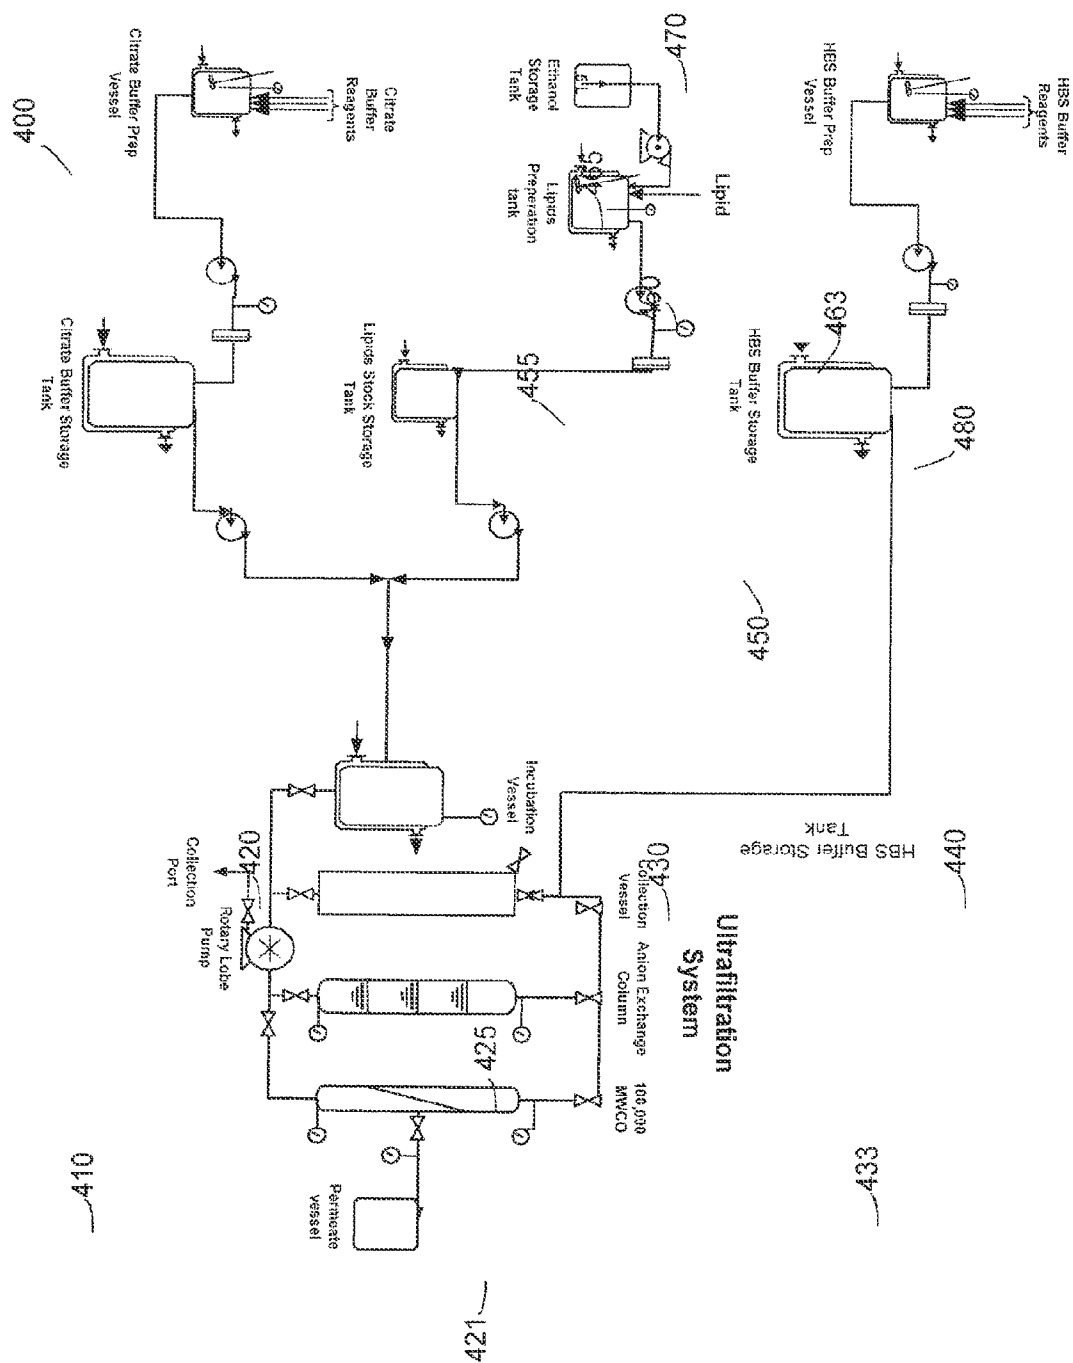 400
Citrate Buffer Prep
Vessel
Citrate
Buffer
Reagents
Ethanol
Storage
Tank
470
465
Lipids
Preparation
tank
Lipid
HBS Buffer Prep
Vessel
HBS Buffer
Reagents
Citrate Buffer Storage
Tank
Lipids Stock Storage
Tank
460
455
HBS Buffer Storage
Tank
463
480
450
Incubation
Vessel
HBS Buffer Storage
Tank
440
Collection
Port
420
Rotary Lobe
Pump
430
Collection
vessel
Anion Exchange
Column
Ultrafiltration
System
425
100,000
MWCO
410
Permeate
vessel
433
421